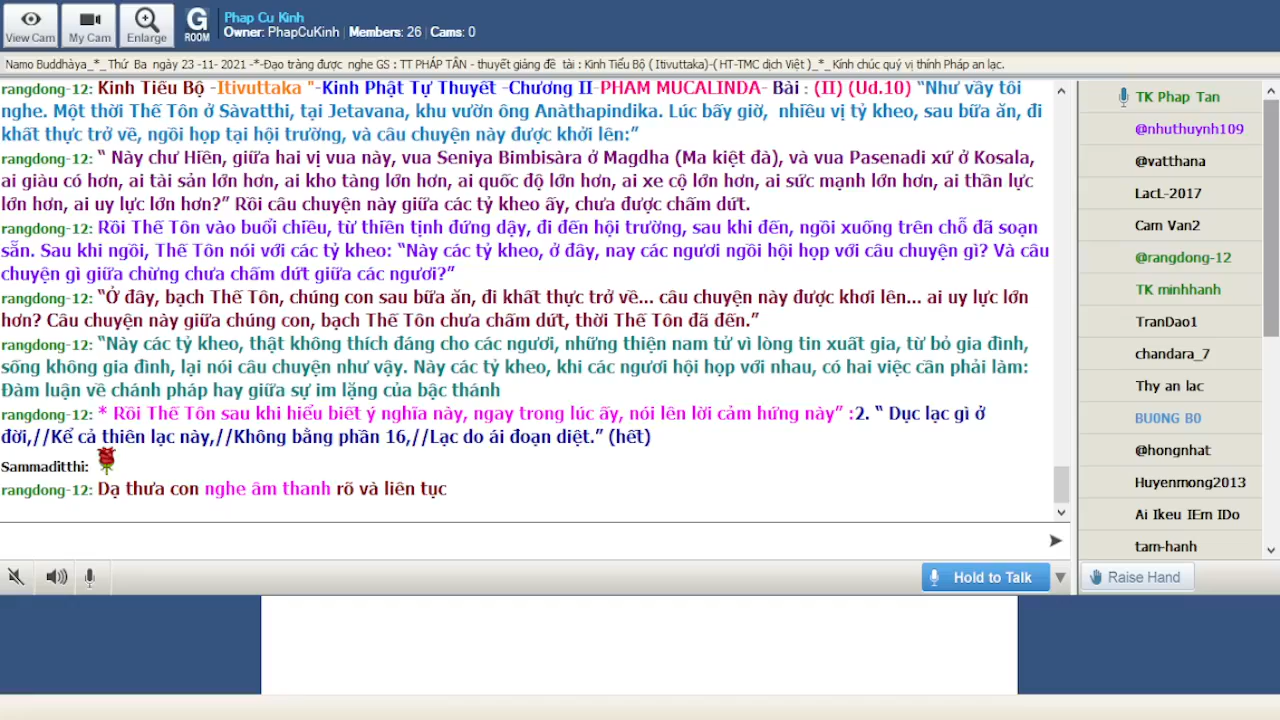 View Cam
My Cam
Enlarge
G
ROOM
Phap Cu Kinh
Owner: PhapCuKinh | Members: 26 | Cams: 0
Namo Buddhàya_*_ Thứ Ba ngày 23 -11- 2021 -*-Đạo tràng được nghe GS : TT PHÁP TÂN - thuyết giảng đề tài : Kinh Tiểu Bộ ( Itivuttaka)-( HT-TMC dịch Việt )_*_ Kính chúc quý vị thính Pháp an lạc.
rangdong-12: Kinh Tiểu Bộ -Itivuttaka "-Kinh Phật Tự Thuyết -Chương II-PHAM MUCALINDA- Bài : (II) (Ud.10) “Như vầy tôi
nghe. Một thời Thế Tôn ở Sàvatthi, tại Jetavana, khu vườn ông Anàthapindika. Lúc bấy giờ, nhiều vị tỷ kheo, sau bữa ăn, đi
khất thực trở về, ngồi họp tại hội trường, và câu chuyện này được khởi lên:”
rangdong-12: “ Này chư Hiền, giữa hai vị vua này, vua Seniya Bimbisàra ở Magdha (Ma kiệt đà), và vua Pasenadi xứ ở Kosala,
ai giàu có hơn, ai tài sản lớn hơn, ai kho tàng lớn hơn, ai quốc độ lớn hơn, ai xe cộ lớn hơn, ai sức mạnh lớn hơn, ai thần lực
lớn hơn, ai uy lực lớn hơn?” Rồi câu chuyện này giữa các tỷ kheo ấy, chưa được chấm dứt.
rangdong-12: Rồi Thế Tôn vào buổi chiều, từ thiền tịnh đứng dậy, đi đến hội trường, sau khi đến, ngồi xuống trên chỗ đã soạn
sẵn. Sau khi ngồi, Thế Tôn nói với các tỷ kheo: “Này các tỷ kheo, ở đây, nay các ngươi ngồi hội họp với câu chuyện gì? Và câu
chuyện gì giữa chừng chưa chấm dứt giữa các ngươi?”
rangdong-12: “Ở đây, bạch Thế Tôn, chúng con sau bữa ăn, đi khất thực trở về... câu chuyện này được khơi lên... ai uy lực lớn
hơn? Câu chuyện này giữa chúng con, bạch Thế Tôn chưa chấm dứt, thời Thế Tôn đã đến.”
rangdong-12: “Này các tỷ kheo, thật không thích đáng cho các ngươi, những thiện nam tử vì lòng tin xuất gia, từ bỏ gia đình,
sống không gia đình, lại nói câu chuyện như vậy. Này các tỷ kheo, khi các ngươi hội họp với nhau, có hai việc cần phải làm:
Đàm luận về chánh pháp hay giữa sự im lặng của bậc thánh
rangdong-12: * Rồi Thế Tôn sau khi hiểu biết ý nghĩa này, ngay trong lúc ấy, nói lên lời cảm hứng này” :2. “ Dục lạc gì ở
đời,//Kể cả thiên lạc này,//Không bằng phần 16,//Lạc do ái đoạn diệt.” (hết)
Sammaditthi:
rangdong-12: Dạ thưa con nghe âm thanh rõ và liên tục
Hold to Talk
TK Phap Tan
@nhuthuynh109
@vatthana
LacL-2017
Cam Van2
@rangdong-12
TK minhhanh
TranDao1
chandara_7
Thy an lac
BUONG BO
@hongnhat
Huyenmong2013
Ai Ikeu IEm IDo
tam-hanh
Raise Hand